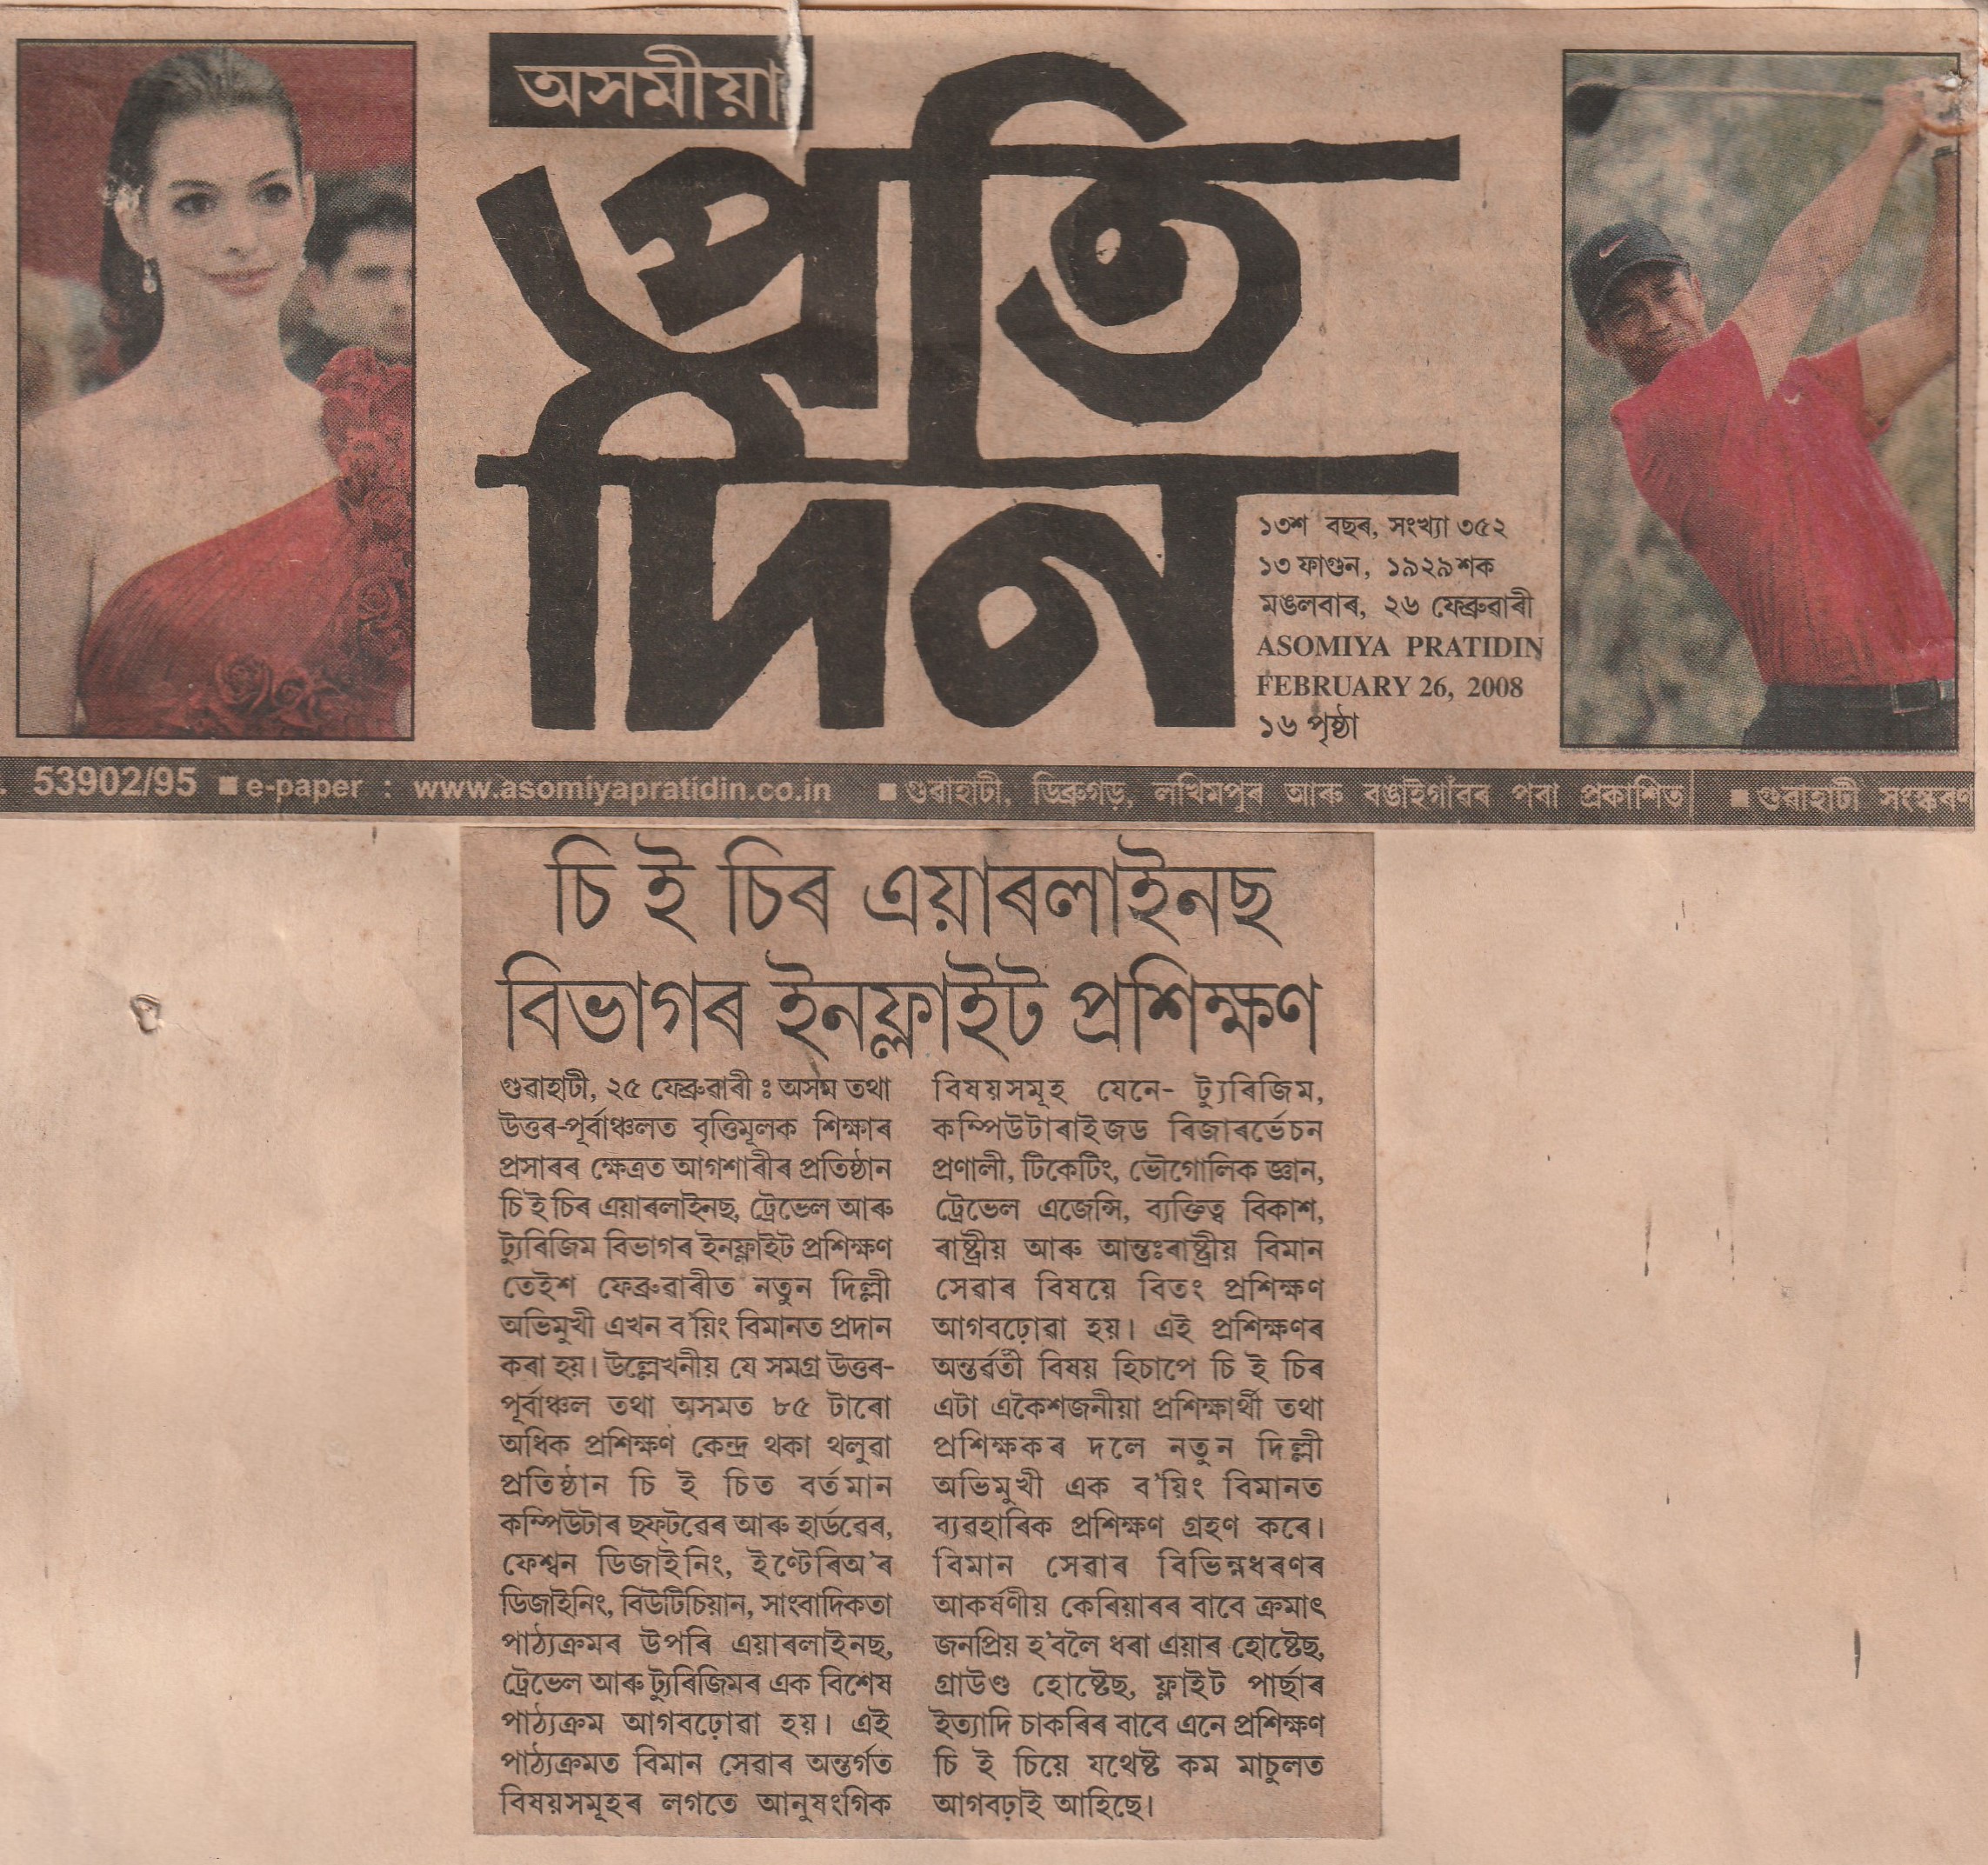 অসমীয়া
প্ৰতি
দিন
১৩শ বছৰ, সংখ্যা ৩৫২
১৩ ফাগুন, ১৯২৯ শক
মঙলবাৰ, ২৬ ফেব্ৰুৱাৰী
ASOMIYA PRATIDIN
FEBRUARY 26, 2008
১৬ পৃষ্ঠা
. 53902/95 ■ e-paper : www.asomiyapratidin.co.in ■ গুৱাহাটী, ডিব্ৰুগড়, লখিমপুৰ আৰু বঙাইগাঁৱৰ পৰা প্ৰকাশিত ■ গুৱাহাটী সংস্কৰণ
চি ই চিৰ এয়াৰলাইনছ
বিভাগৰ ইনফ্লাইট প্ৰশিক্ষণ
গুৱাহাটী, ২৫ ফেব্ৰুৱাৰী ঃ অসম তথা
উত্তৰ-পূৰ্বাঞ্চলত বৃত্তিমূলক শিক্ষাৰ
প্ৰসাৰৰ ক্ষেত্ৰত আগশাৰীৰ প্ৰতিষ্ঠান
চি ই চিৰ এয়াৰলাইনছ, ট্ৰেভেল আৰু
ট্যুৰিজিম বিভাগৰ ইনফ্লাইট প্ৰশিক্ষণ
তেইশ ফেব্ৰুৱাৰীত নতুন দিল্লী
অভিমুখী এখন ব'য়িং বিমানত প্ৰদান
কৰা হয়। উল্লেখনীয় যে সমগ্ৰ উত্তৰ-
পূৰ্বাঞ্চল তথা অসমত ৮৫ টাৰো
অধিক প্ৰশিক্ষণ কেন্দ্ৰ থকা থলুৱা
প্ৰতিষ্ঠান চি ই চিত বৰ্তমান
কম্পিউটাৰ ছফ্টৱেৰ আৰু হাৰ্ডৱেৰ,
ফেশ্বন ডিজাইনিং, ইণ্টেৰিঅ'ৰ
ডিজাইনিং, বিউটিচিয়ান, সাংবাদিকতা
পাঠ্যক্ৰমৰ উপৰি এয়াৰলাইনছ,
ট্ৰেভেল আৰু ট্যুৰিজিমৰ এক বিশেষ
পাঠ্যক্ৰম আগবঢ়োৱা হয়। এই
পাঠ্যক্ৰমত বিমান সেৱাৰ অন্তৰ্গত
বিষয়সমূহৰ লগতে আনুষংগিক
বিষয়সমূহ যেনে- ট্যুৰিজিম,
কম্পিউটাৰাইজড ৰিজাৰৰ্ভেচন
প্ৰণালী, টিকেটিং, ভৌগোলিক জ্ঞান,
ট্ৰেভেল এজেন্সি, ব্যক্তিত্ব বিকাশ,
ৰাষ্ট্ৰীয় আৰু আন্তঃৰাষ্ট্ৰীয় বিমান
সেৱাৰ বিষয়ে বিতং প্ৰশিক্ষণ
আগবঢ়োৱা হয়। এই প্ৰশিক্ষণৰ
অন্তৰ্ৱৰ্তী বিষয় হিচাপে চি ই চিৰ
এটা একৈশজনীয়া প্ৰশিক্ষাৰ্থী তথা
প্ৰশিক্ষকৰ দলে নতুন দিল্লী
অভিমুখী এক ব'য়িং বিমানত
ব্যৱহাৰিক প্ৰশিক্ষণ গ্ৰহণ কৰে।
বিমান সেৱাৰ বিভিন্নধৰণৰ
আকৰ্ষণীয় কেৰিয়াৰৰ বাবে ক্ৰমাৎ
জনপ্ৰিয় হ'বলৈ ধৰা এয়াৰ হোষ্টেছ,
গ্ৰাউণ্ড হোষ্টেছ, ফ্লাইট পাৰ্ছাৰ
ইত্যাদি চাকৰিৰ বাবে এনে প্ৰশিক্ষণ
চি ই চিয়ে যথেষ্ট কম মাচুলত
আগবঢ়াই আহিছে।